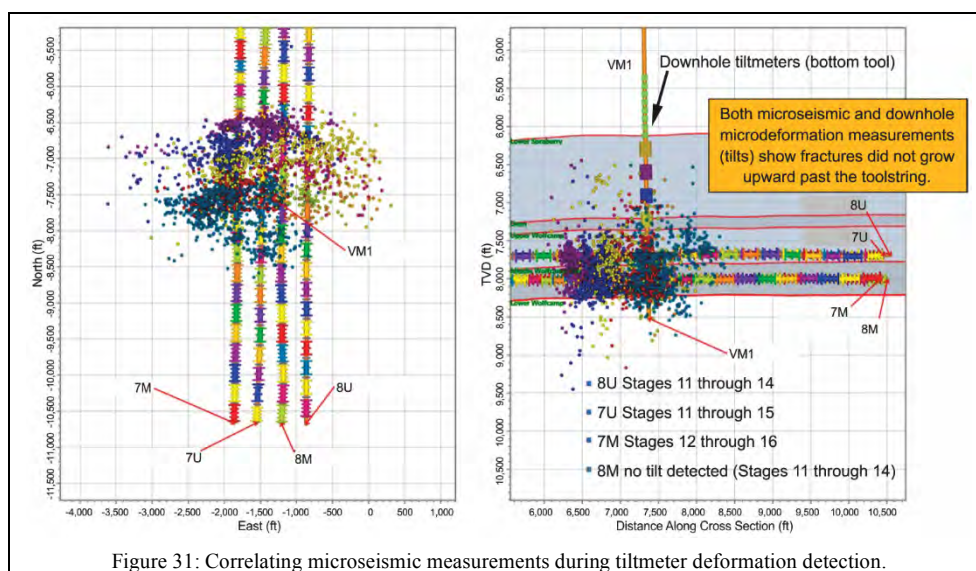 -5,500
-6,000
-6,500
-7,000
-7,500
-8,000
-8,500
-9,000
-9,500
-10,000
-10,500
-11,000
-11,500
North (ft)
VM1
7M
7U
8M
8U
-4,000 -3,500 -3,000 -2,500 -2,000 -1,500 -1,000 -500 0 500 1,000
East (ft)
5,000
5,500
6,000
6,500
7,000
7,500
8,000
8,500
9,000
9,500
10,000
10,500
TVD (ft)
VM1
Downhole tiltmeters (bottom tool)
Both microseismic and downhole
microdeformation measurements
(tilts) show fractures did not grow
upward past the toolstring.
Lower Spraberry
8U
7U
Lower Wolfcamp
7M
8M
VM1
8U Stages 11 through 14
7U Stages 11 through 15
7M Stages 12 through 16
8M no tilt detected (Stages 11 through 14)
6,000 6,500 7,000 7,500 8,000 8,500 9,000 9,500 10,000 10,500
Distance Along Cross Section (ft)
Figure 31: Correlating microseismic measurements during tiltmeter deformation detection.